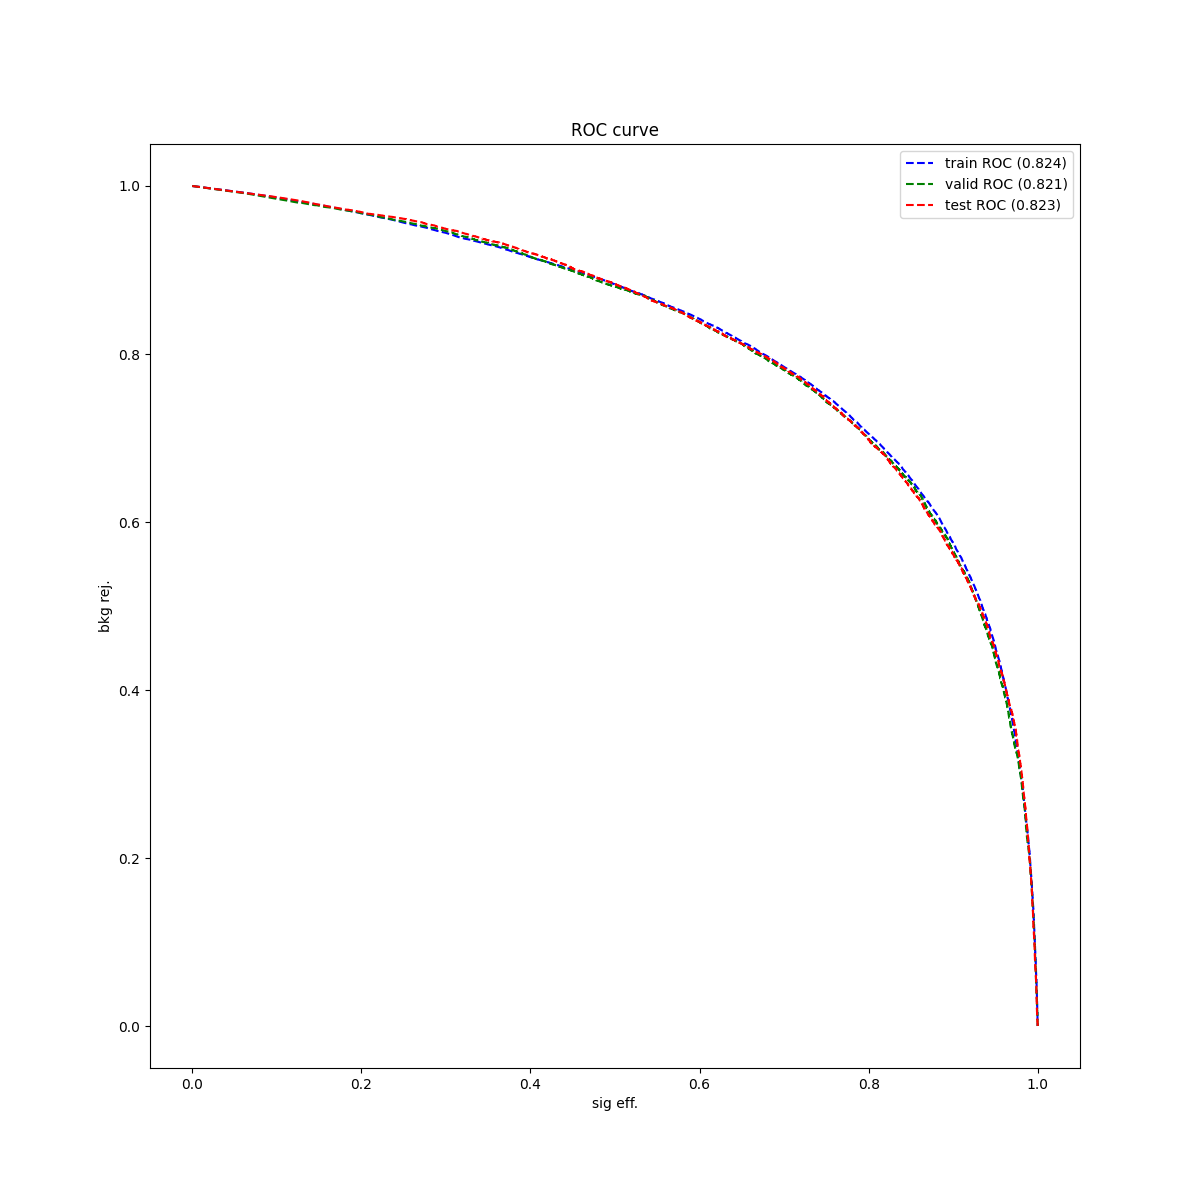 ROC curve
train ROC (0.824)
valid ROC (0.821)
test ROC (0.823)
1.0
0.8
0.6
0.4
0.2
0.0
bkg rej.
0.0 0.2 0.4 0.6 0.8 1.0
sig eff.